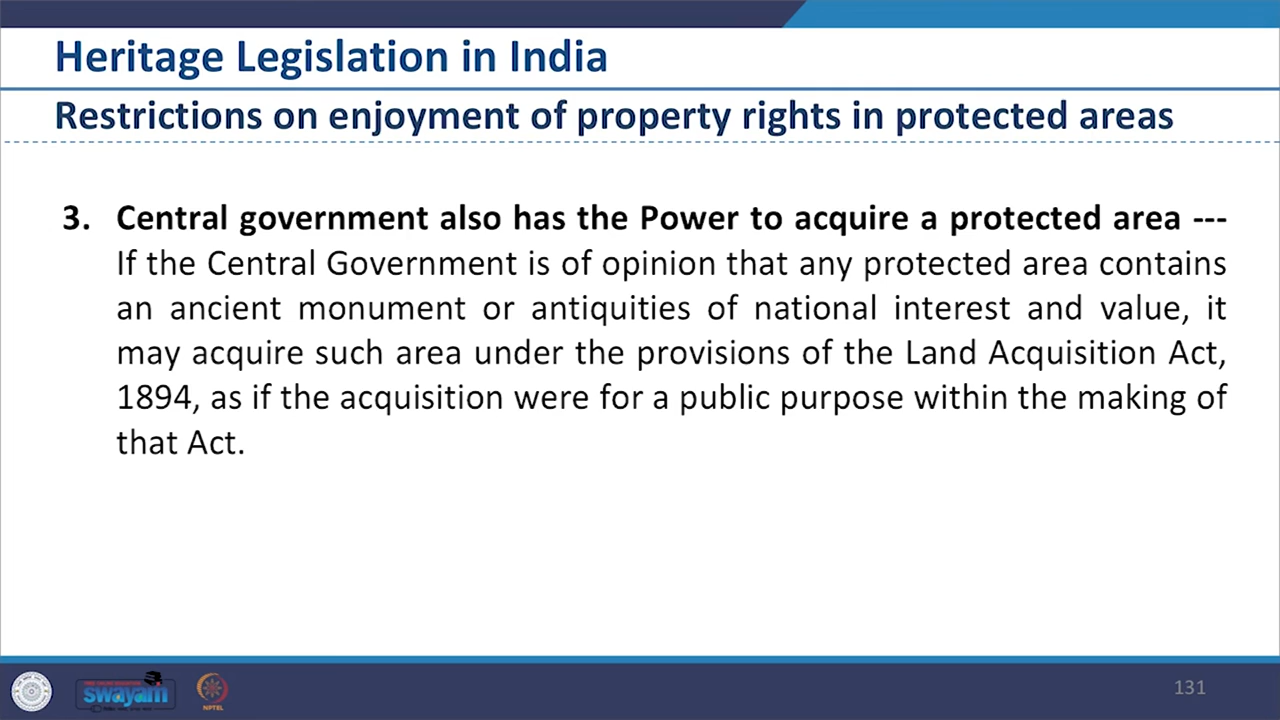 Heritage Legislation in India
Restrictions on enjoyment of property rights in protected areas
3. Central government also has the Power to acquire a protected area ---
If the Central Government is of opinion that any protected area contains
an ancient monument or antiquities of national interest and value, it
may acquire such area under the provisions of the Land Acquisition Act,
1894, as if the acquisition were for a public purpose within the making of
that Act.
swayam
NPTEL
131